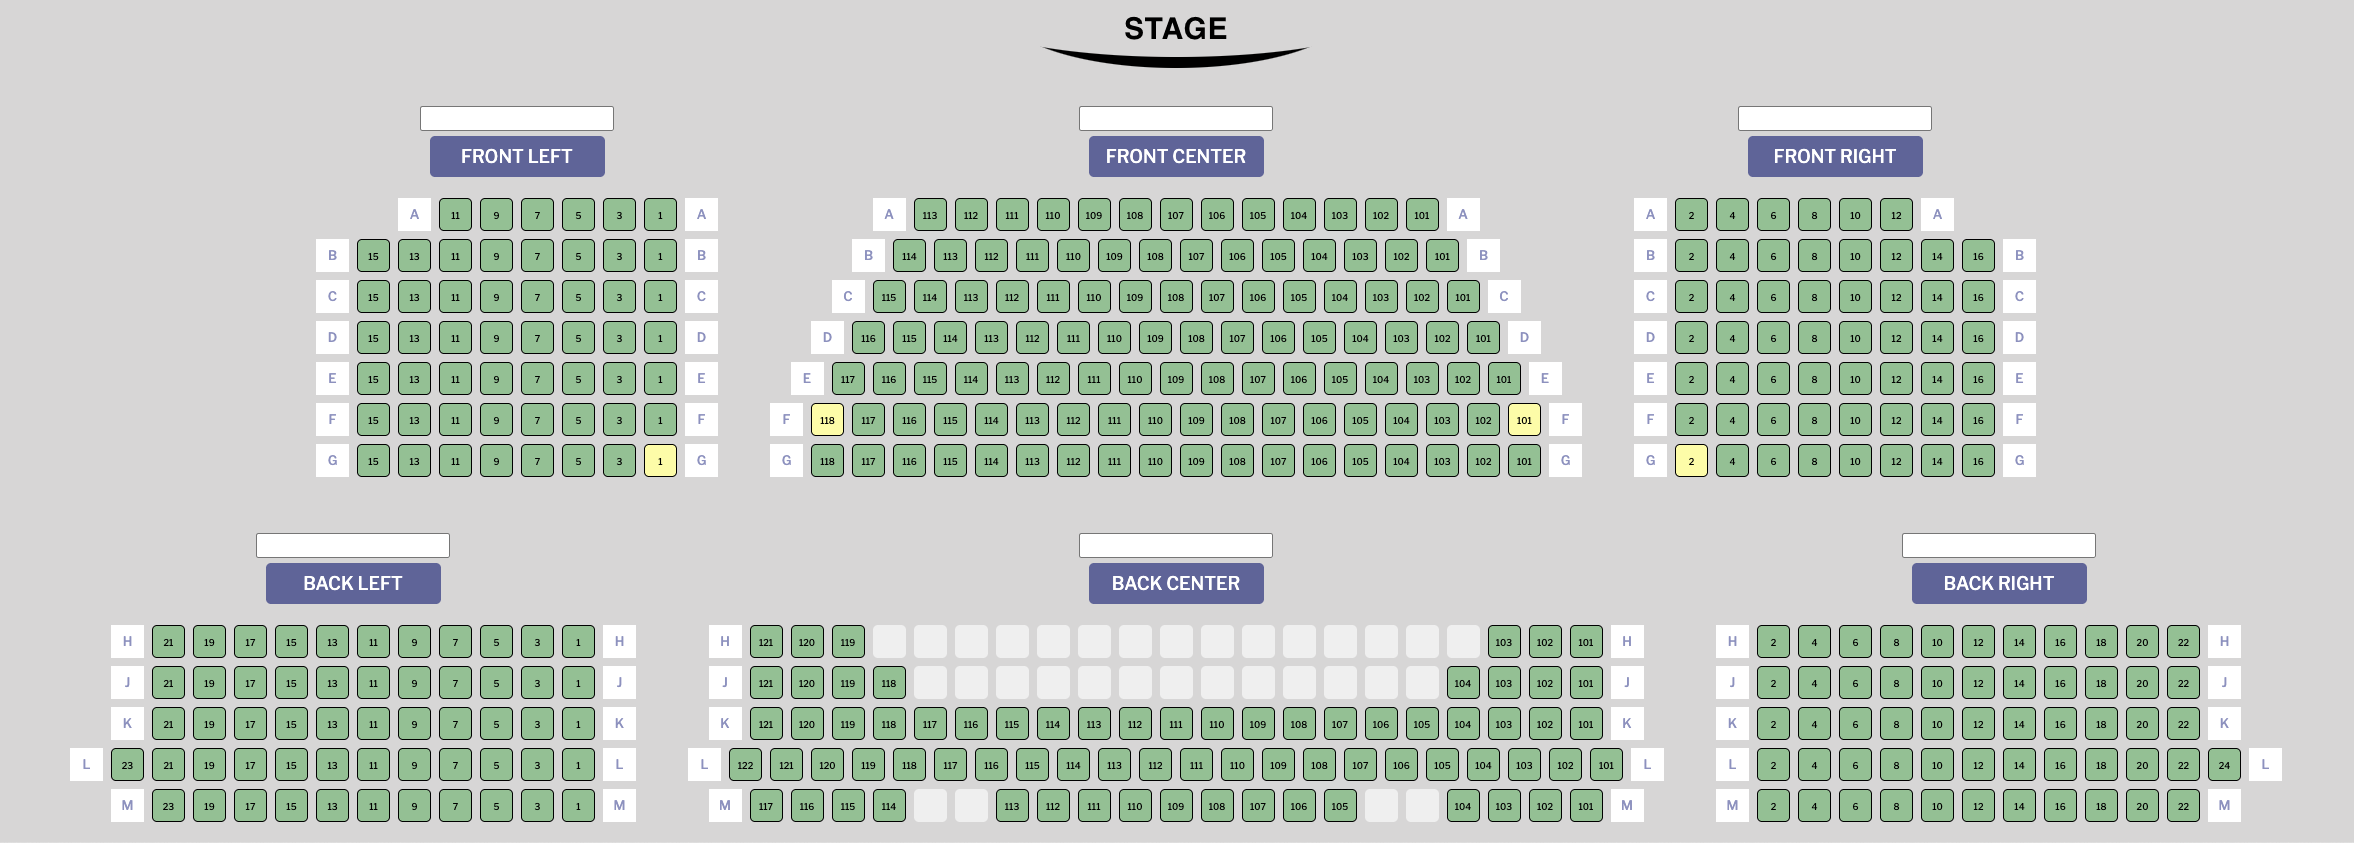 STAGE
FRONT LEFT
FRONT CENTER
FRONT RIGHT
A 11 9 7 5 3 1 A
B 15 13 11 9 7 5 3 1 B
C 15 13 11 9 7 5 3 1 C
D 15 13 11 9 7 5 3 1 D
E 15 13 11 9 7 5 3 1 E
F 15 13 11 9 7 5 3 1 F
G 15 13 11 9 7 5 3 1 G
A 113 112 111 110 109 108 107 106 105 104 103 102 101 A
B 114 113 112 111 110 109 108 107 106 105 104 103 102 101 B
C 115 114 113 112 111 110 109 108 107 106 105 104 103 102 101 C
D 116 115 114 113 112 111 110 109 108 107 106 105 104 103 102 101 D
E 117 116 115 114 113 112 111 110 109 108 107 106 105 104 103 102 101 E
F 118 117 116 115 114 113 112 111 110 109 108 107 106 105 104 103 102 101 F
G 118 117 116 115 114 113 112 111 110 109 108 107 106 105 104 103 102 101 G
A 2 4 6 8 10 12 A
B 2 4 6 8 10 12 14 16 B
C 2 4 6 8 10 12 14 16 C
D 2 4 6 8 10 12 14 16 D
E 2 4 6 8 10 12 14 16 E
F 2 4 6 8 10 12 14 16 F
G 2 4 6 8 10 12 14 16 G
BACK LEFT
BACK CENTER
BACK RIGHT
H 21 19 17 15 13 11 9 7 5 3 1 H
J 21 19 17 15 13 11 9 7 5 3 1 J
K 21 19 17 15 13 11 9 7 5 3 1 K
L 23 21 19 17 15 13 11 9 7 5 3 1 L
M 23 19 17 15 13 11 9 7 5 3 1 M
H 121 120 119 103 102 101 H
J 121 120 119 118 104 103 102 101 J
K 121 120 119 118 117 116 115 114 113 112 111 110 109 108 107 106 105 104 103 102 101 K
L 122 121 120 119 118 117 116 115 114 113 112 111 110 109 108 107 106 105 104 103 102 101 L
M 117 116 115 114 113 112 111 110 109 108 107 106 105 104 103 102 101 M
H 2 4 6 8 10 12 14 16 18 20 22 H
J 2 4 6 8 10 12 14 16 18 20 22 J
K 2 4 6 8 10 12 14 16 18 20 22 K
L 2 4 6 8 10 12 14 16 18 20 22 24 L
M 2 4 6 8 10 12 14 16 18 20 22 M